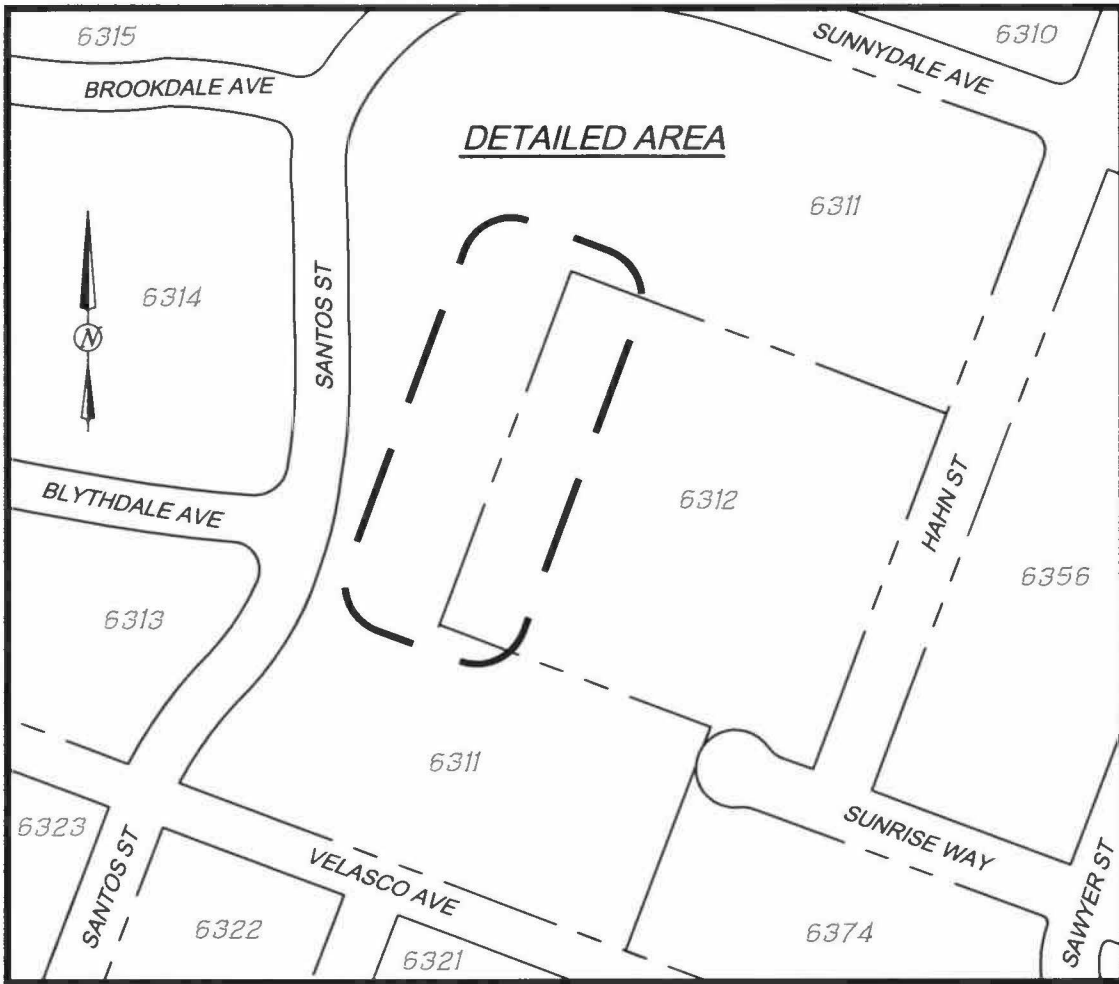 6315
SUNNYDALE AVE
6310
BROOKDALE AVE
DETAILED AREA
6311
6314
N
SANTOS ST
BLYTHDALE AVE
6312
HAHN ST
6356
6313
6311
6323
SANTOS ST
VELASCO AVE
SUNRISE WAY
SAWYER ST
6322
6321
6374